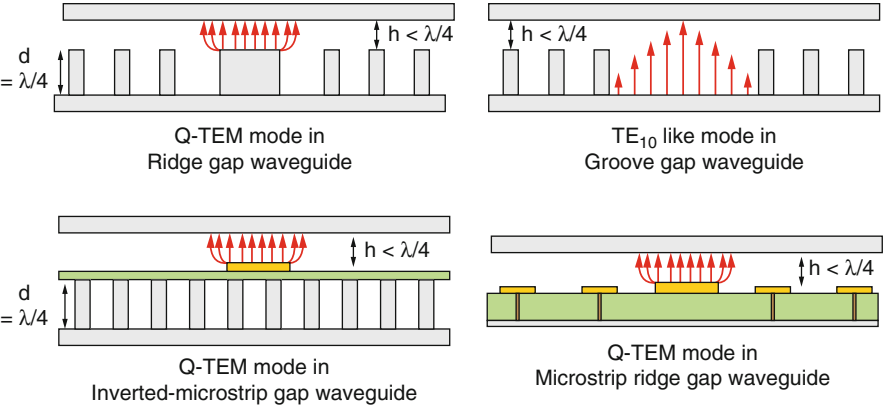 h < λ/4
d
= λ/4
Q-TEM mode in
Ridge gap waveguide
h < λ/4
TE10 like mode in
Groove gap waveguide
h < λ/4
d
= λ/4
Q-TEM mode in
Inverted-microstrip gap waveguide
h < λ/4
Q-TEM mode in
Microstrip ridge gap waveguide